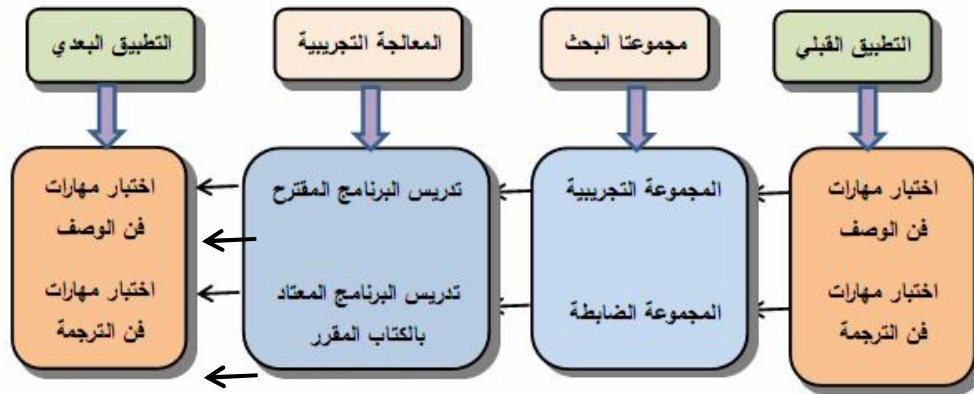 التطبيق القبلي
مجموعتا البحث
المعالجة التجريبية
التطبيق البعدي
اختبار مهارات
فن الوصف
اختبار مهارات
فن الترجمة
المجموعة التجريبية
المجموعة الضابطة
تدريس البرنامج المقترح
تدريس البرنامج المعتاد
بالكتاب المقرر
اختبار مهارات
فن الوصف
اختبار مهارات
فن الترجمة